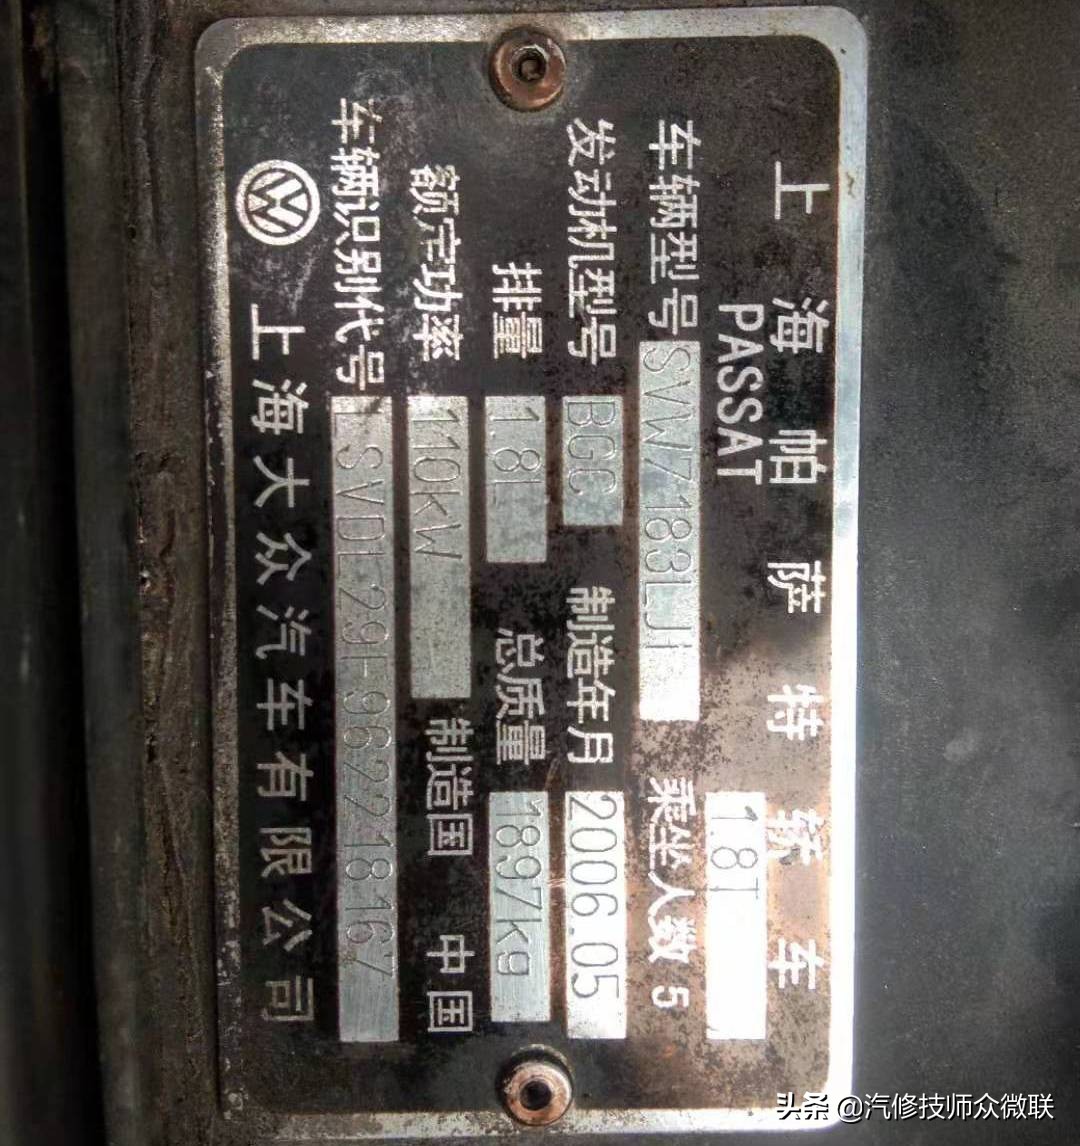 上海帕萨特轿车
PASSAT 1.8T
车辆型号 SVW7183LJI 乘坐人数 5
发动机型号 BGC 制造年月 2006.05
排量 1.8L 总质量 1897kg
额定功率 110kW 制造国 中国
车辆识别代号 LSVDL29F962218167
上海大众汽车有限公司
头条 @汽修技师众微联